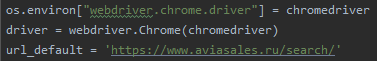 os.environ["webdriver.chrome.driver"] = chromedriver
driver = webdriver.Chrome(chromedriver)
url_default = 'https://www.aviasales.ru/search/'